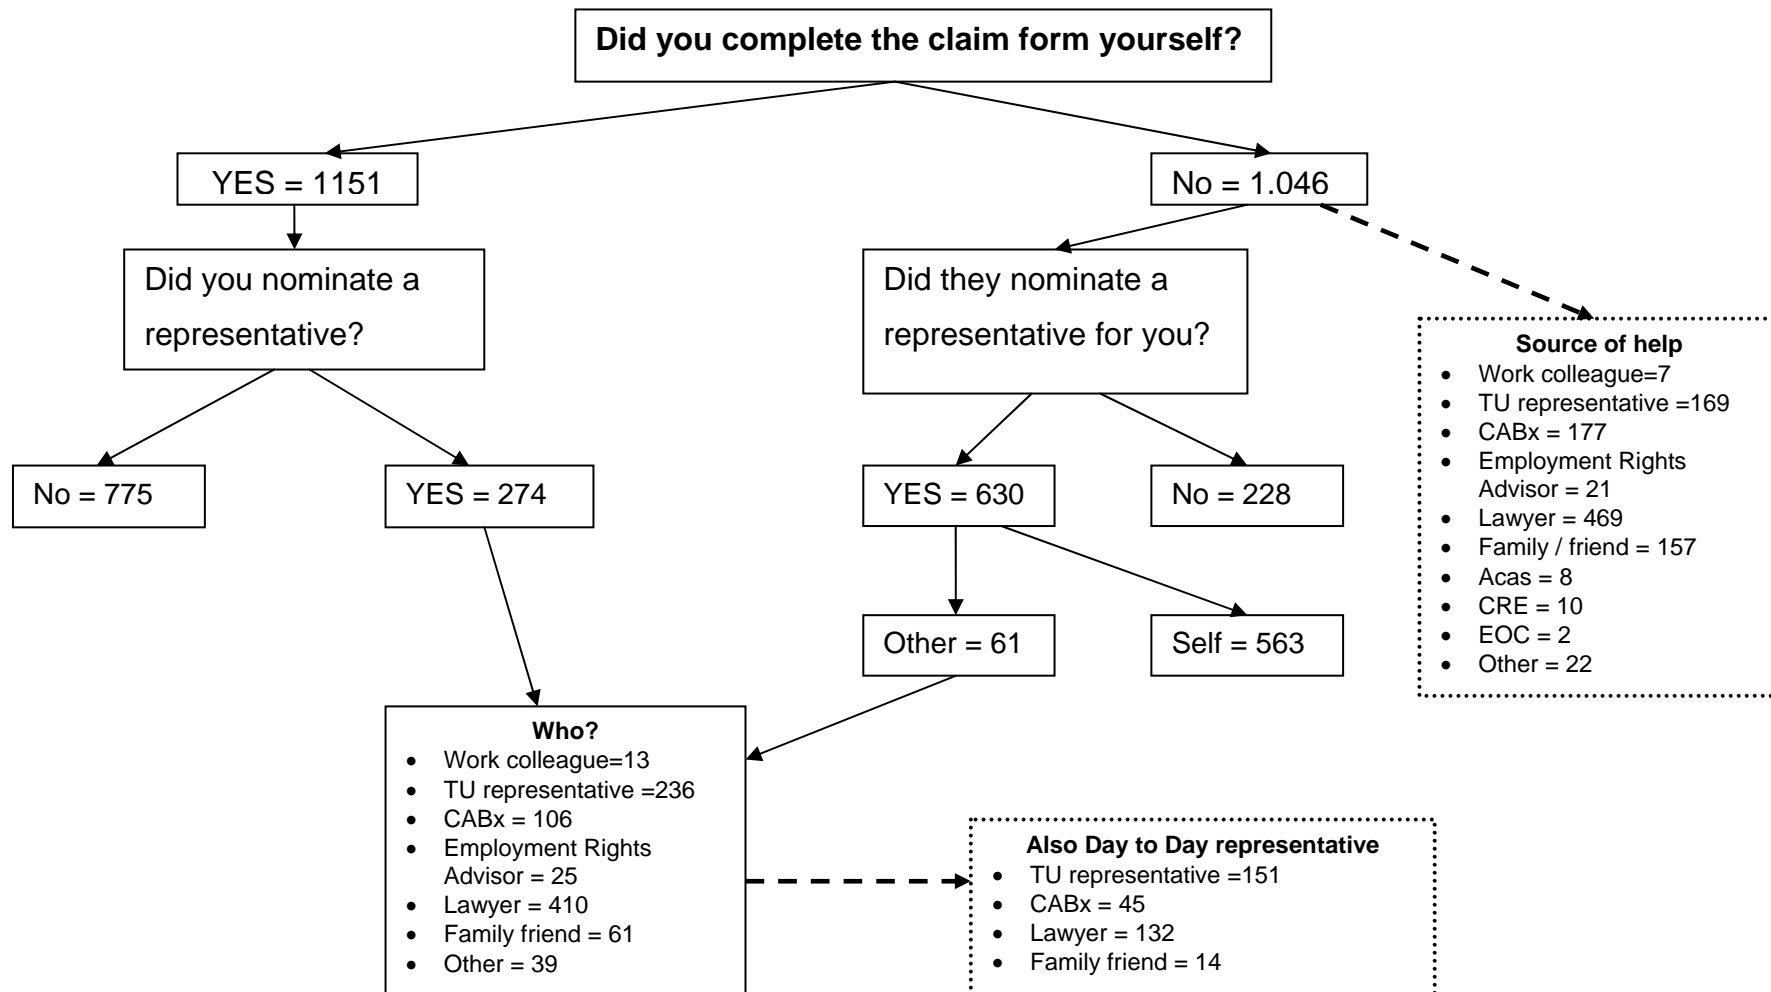 Did you complete the claim form yourself?
YES = 1151
No = 1.046
Did you nominate a
representative?
Did they nominate a
representative for you?
Source of help
• Work colleague=7
• TU representative =169
• CABx = 177
• Employment Rights
Advisor = 21
• Lawyer = 469
• Family / friend = 157
• Acas = 8
• CRE = 10
• EOC = 2
• Other = 22
No = 775
YES = 274
YES = 630
No = 228
Other = 61
Self = 563
Who?
• Work colleague=13
• TU representative =236
• CABx = 106
• Employment Rights
Advisor = 25
• Lawyer = 410
• Family friend = 61
• Other = 39
Also Day to Day representative
• TU representative =151
• CABx = 45
• Lawyer = 132
• Family friend = 14